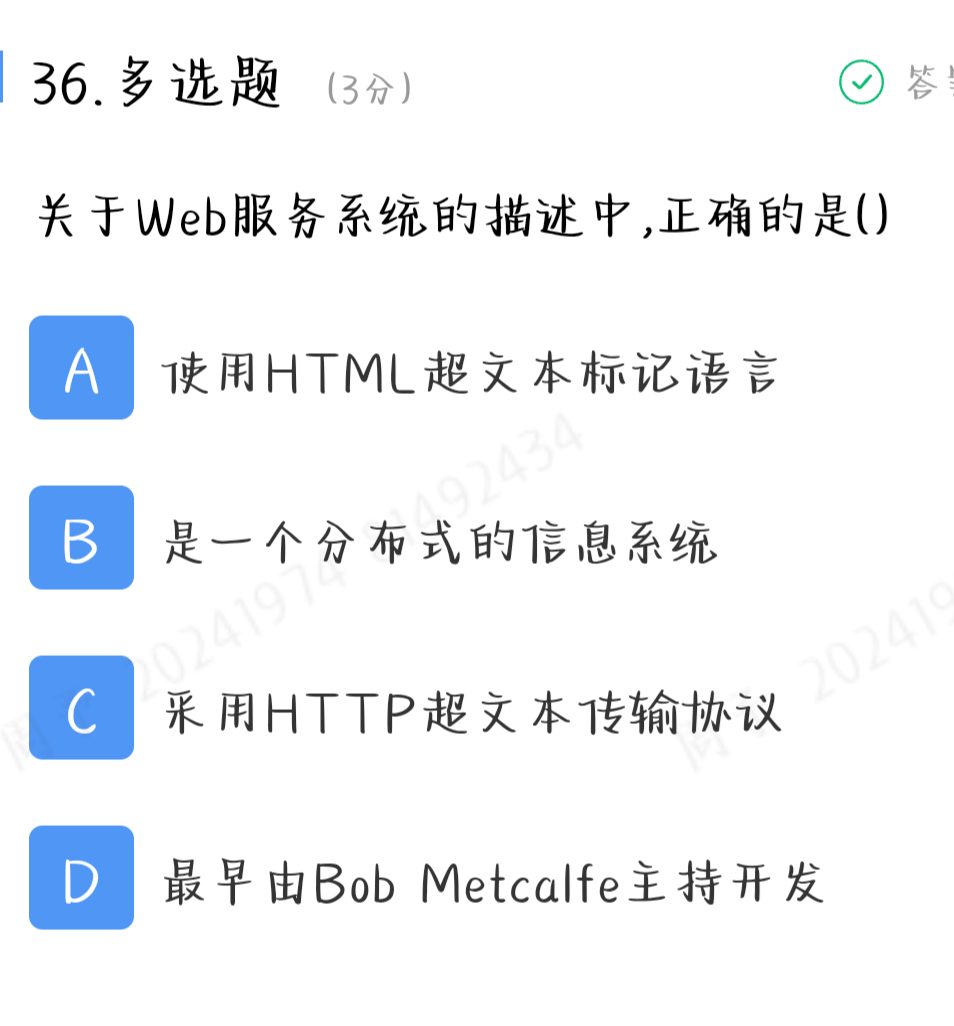 36.多选题 (3分) 答
关于Web服务系统的描述中,正确的是()
A 使用HTML超文本标记语言
B 是一个分布式的信息系统
C 采用HTTP超文本传输协议
D 最早由Bob Metcalfe主持开发